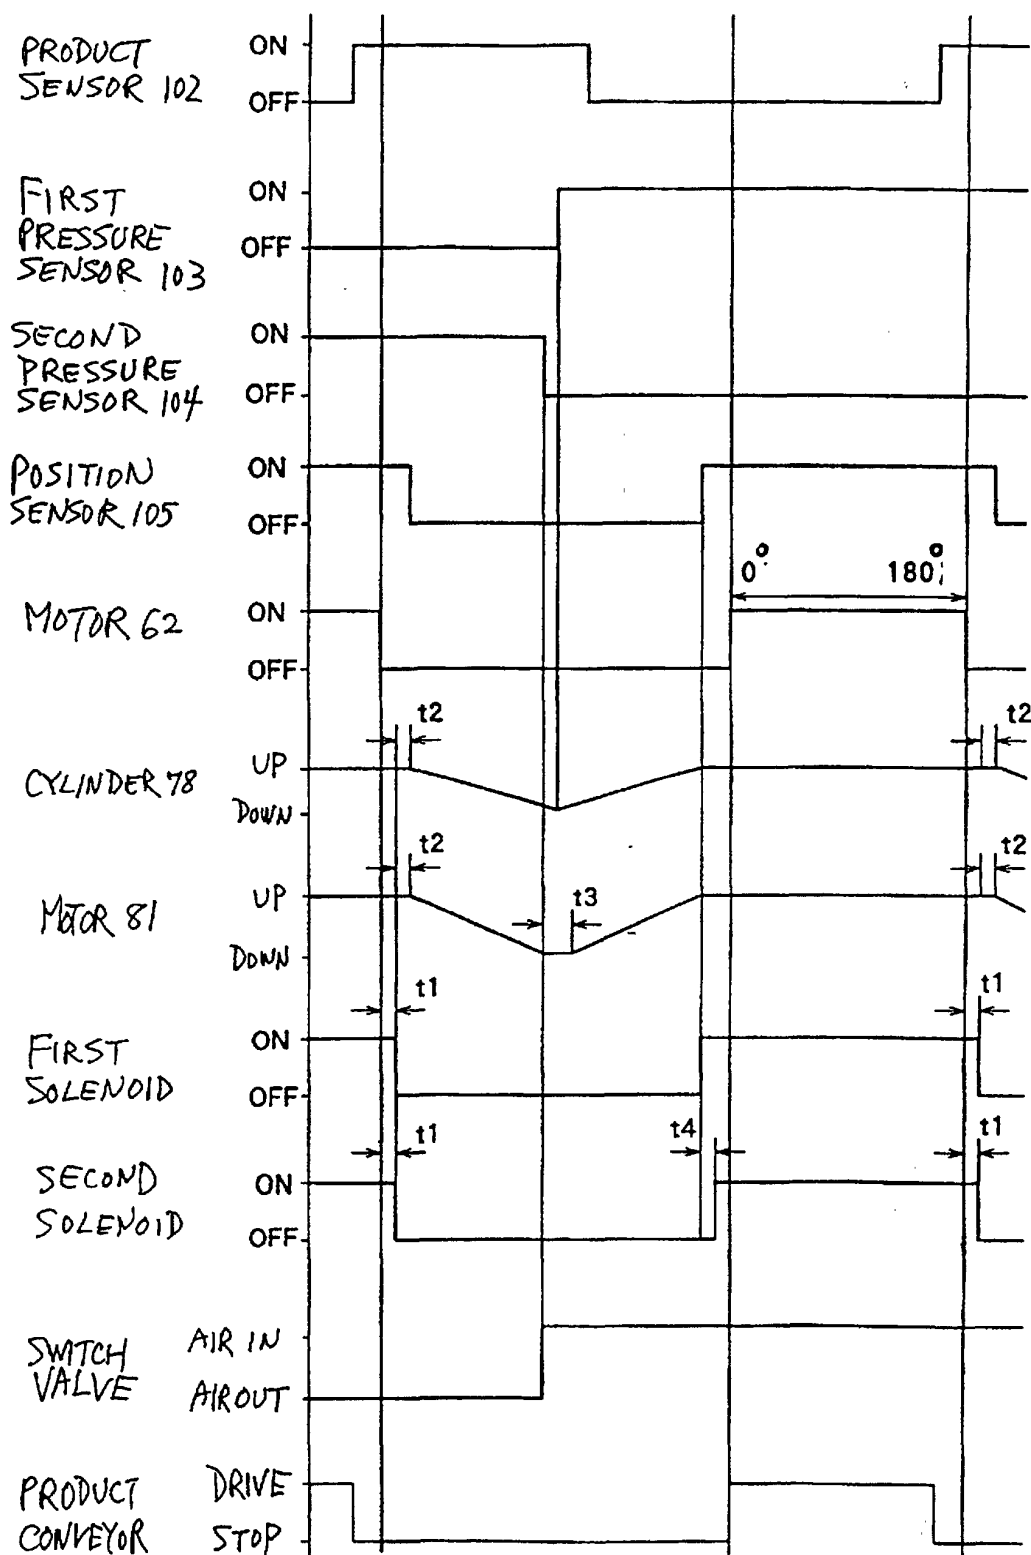 PRODUCT ON
SENSOR 102 OFF
FIRST ON
PRESSURE OFF
SENSOR 103
SECOND ON
PRESSURE
SENSOR 104 OFF
POSITION ON
SENSOR 105 OFF
0° 180°
MOTOR 62 ON
OFF
t2 t2
CYLINDER 78 UP
DOWN
t2 t2
MOTOR 81 UP t3
DOWN
t1 t1
FIRST ON
SOLENOID OFF
t1 t4 t1
SECOND ON
SOLENOID OFF
SWITCH AIR IN
VALVE AIR OUT
PRODUCT DRIVE
CONVEYOR STOP